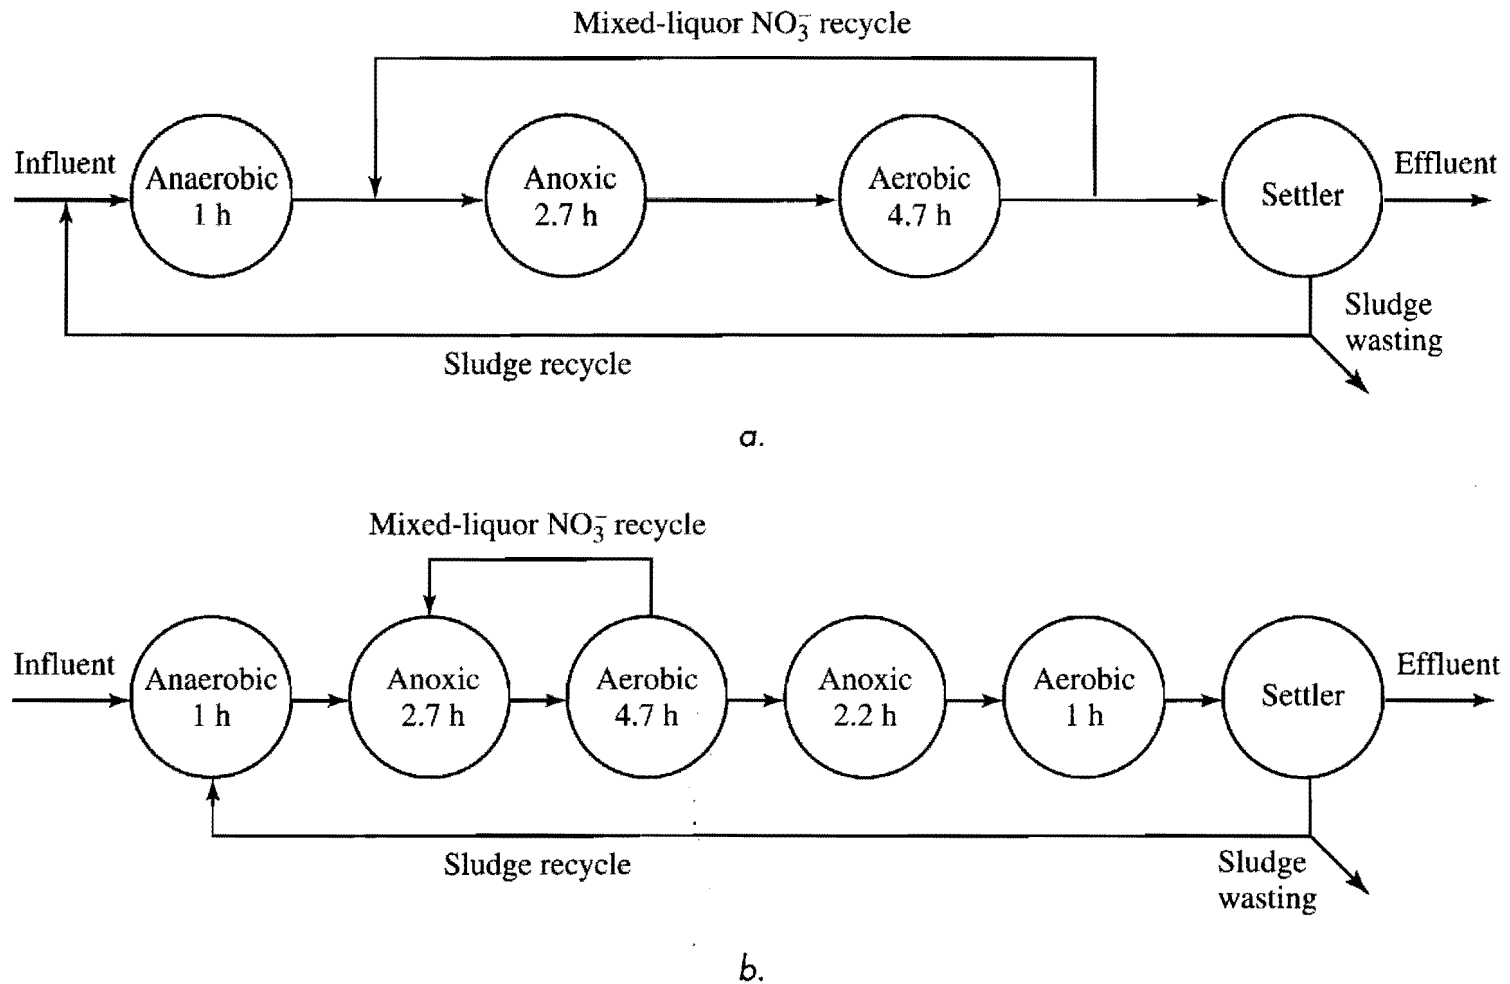 Mixed-liquor NO₃⁻ recycle
Influent
Anaerobic
1 h
Anoxic
2.7 h
Aerobic
4.7 h
Settler
Effluent
Sludge
wasting
Sludge recycle
a.
Mixed-liquor NO₃⁻ recycle
Influent
Anaerobic
1 h
Anoxic
2.7 h
Aerobic
4.7 h
Anoxic
2.2 h
Aerobic
1 h
Settler
Effluent
Sludge recycle
Sludge
wasting
b.